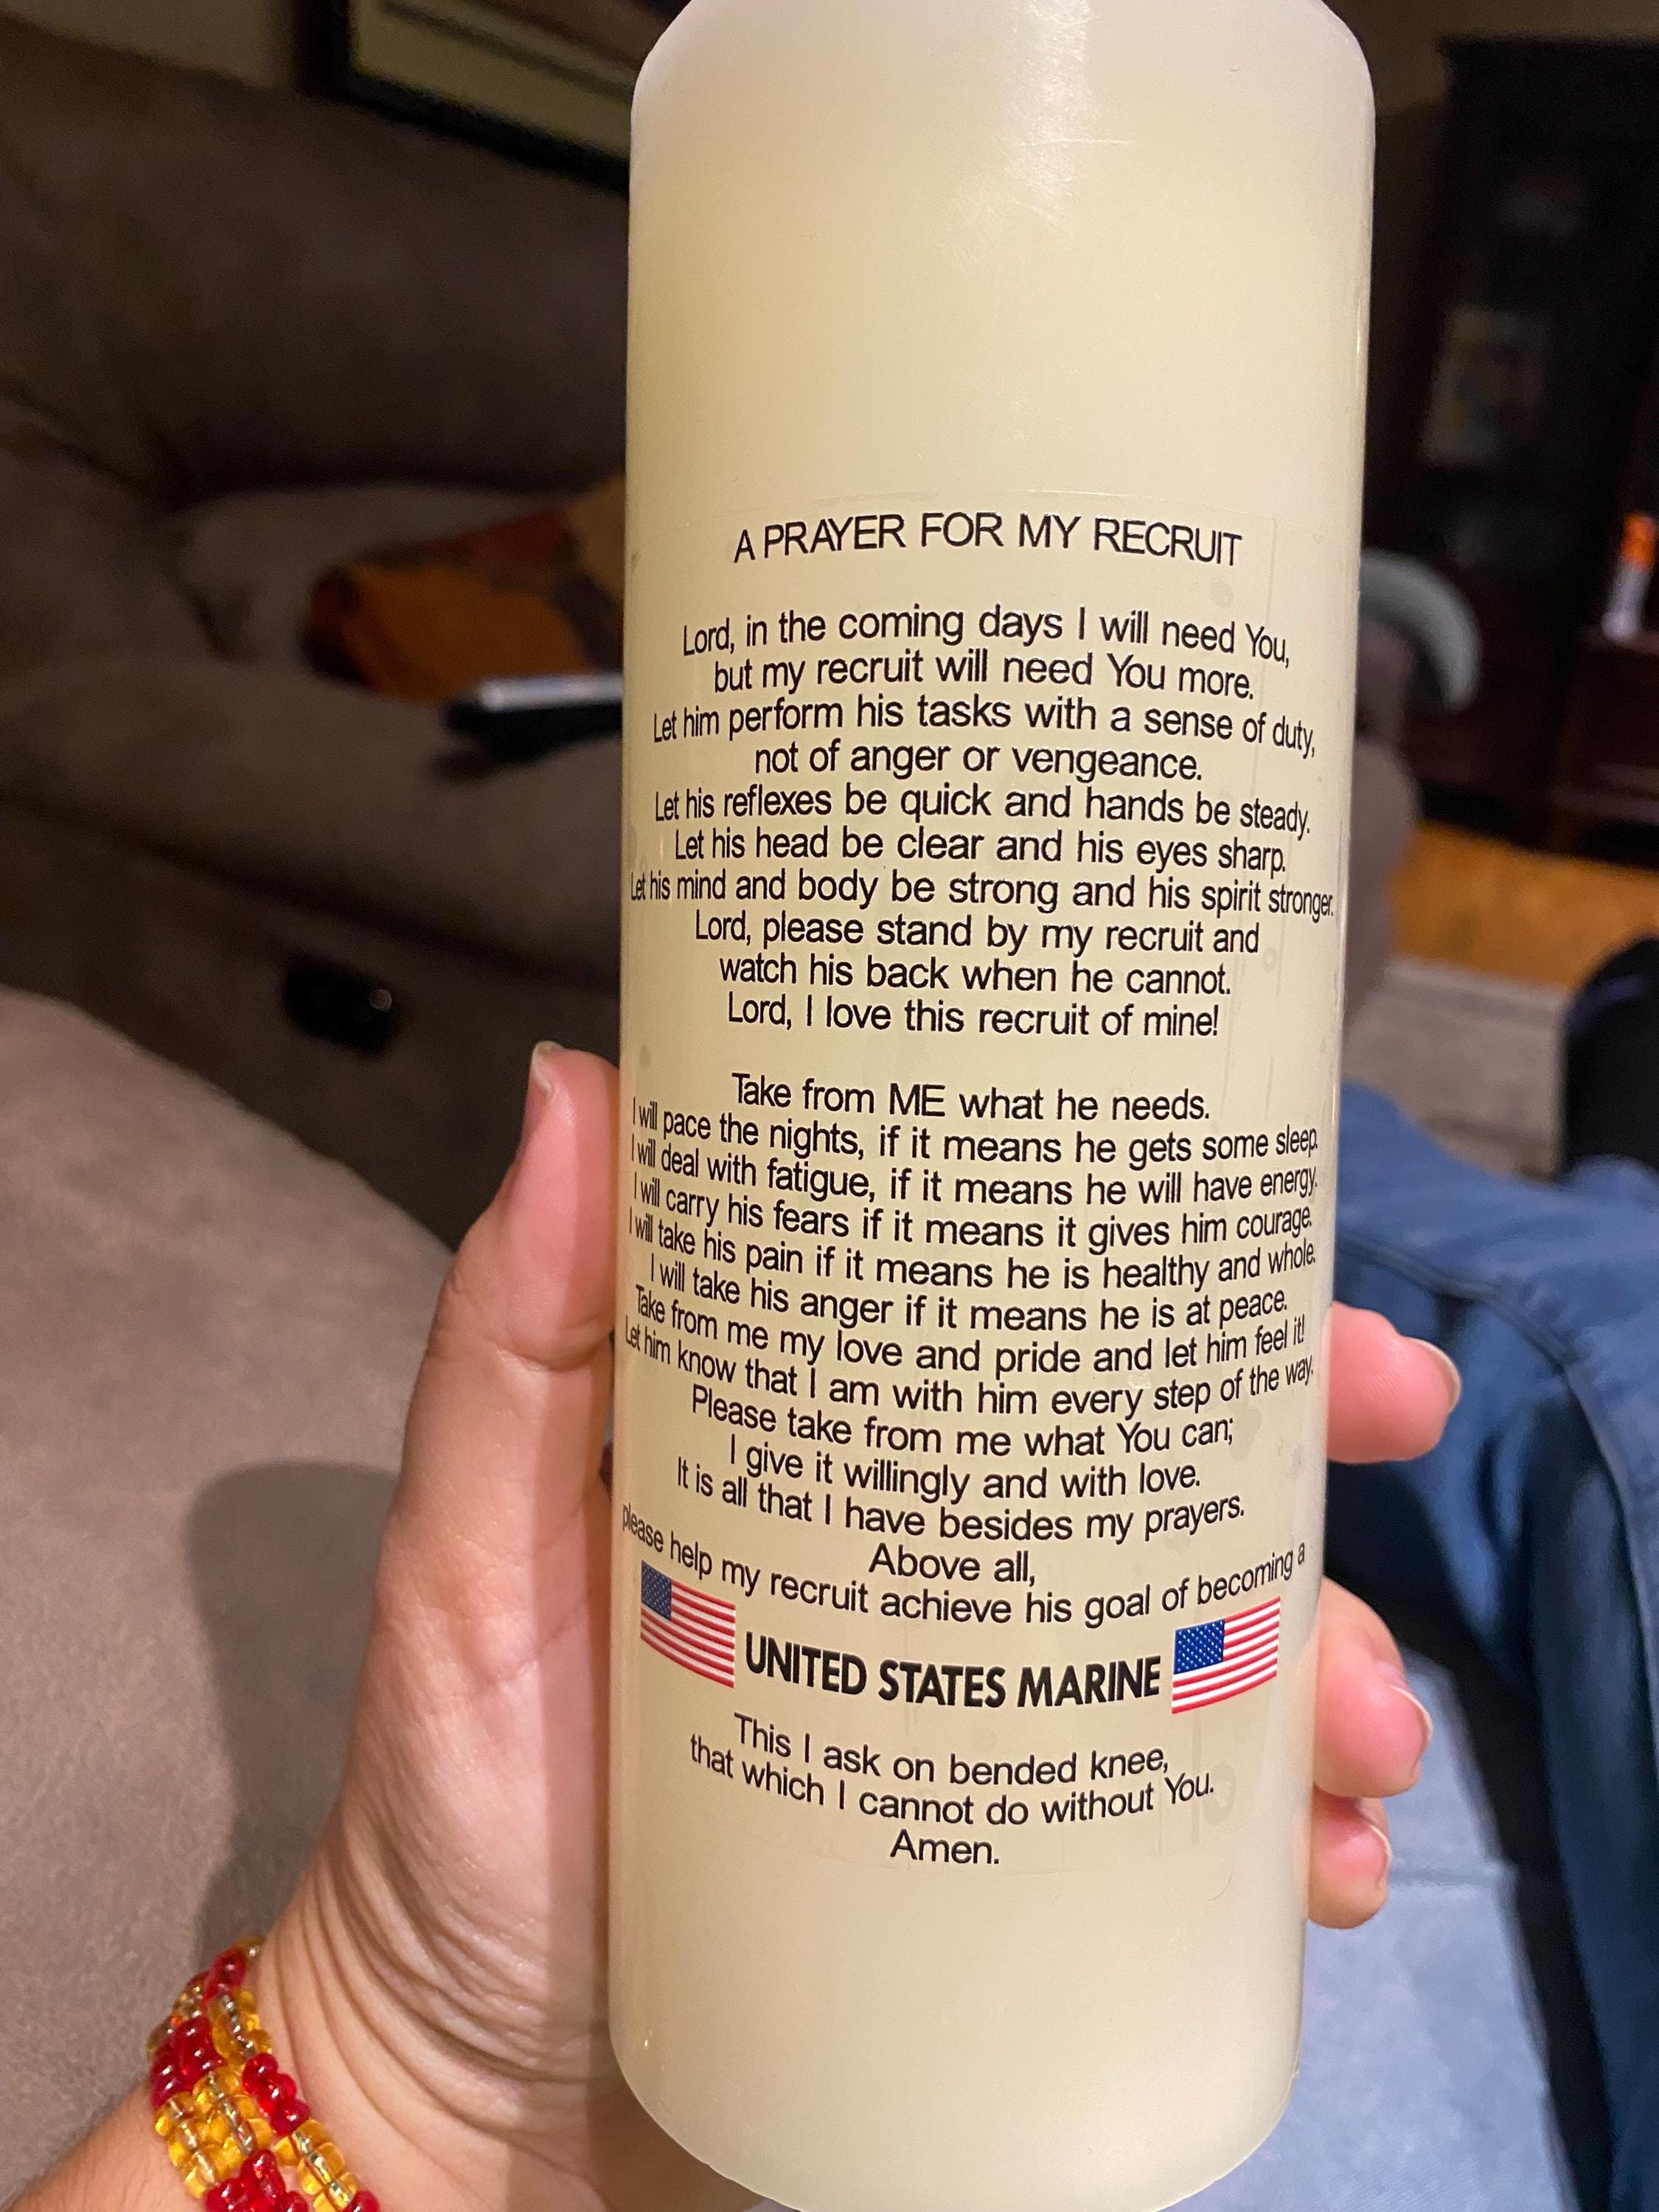 A PRAYER FOR MY RECRUIT
Lord, in the coming days I will need You,
but my recruit will need You more.
Let him perform his tasks with a sense of duty,
not of anger or vengeance.
Let his reflexes be quick and hands be steady.
Let his head be clear and his eyes sharp.
Let his mind and body be strong and his spirit stronger.
Lord, please stand by my recruit and
watch his back when he cannot.
Lord, I love this recruit of mine!
Take from ME what he needs.
I will pace the nights, if it means he gets some sleep.
I will deal with fatigue, if it means he will have energy.
I will carry his fears if it means it gives him courage.
I will take his pain if it means he is healthy and whole.
I will take his anger if it means he is at peace.
Take from me my love and pride and let him feel it!
Let him know that I am with him every step of the way.
Please take from me what You can;
I give it willingly and with love.
It is all that I have besides my prayers.
Above all,
please help my recruit achieve his goal of becoming a
UNITED STATES MARINE
This I ask on bended knee,
that which I cannot do without You.
Amen.